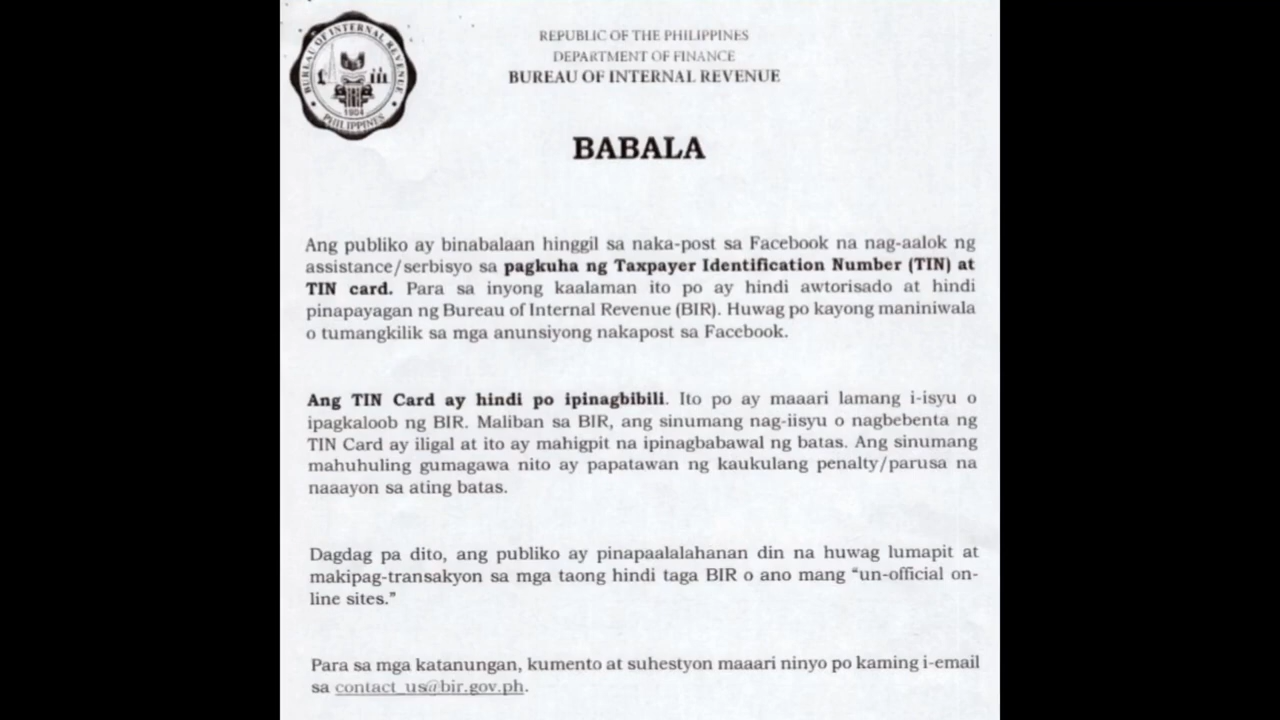 BUREAU OF INTERNAL REVENUE
1904
PHILIPPINES
REPUBLIC OF THE PHILIPPINES
DEPARTMENT OF FINANCE
BUREAU OF INTERNAL REVENUE
BABALA
Ang publiko ay binabalaan hinggil sa naka-post sa Facebook na nag-aalok ng
assistance/serbisyo sa pagkuha ng Taxpayer Identification Number (TIN) at
TIN card. Para sa inyong kaalaman ito po ay hindi awtorisado at hindi
pinapayagan ng Bureau of Internal Revenue (BIR). Huwag po kayong maniniwala
o tumangkilik sa mga anunsiyong nakapost sa Facebook.
Ang TIN Card ay hindi po ipinagbibili. Ito po ay maaari lamang i-isyu o
ipagkaloob ng BIR. Maliban sa BIR, ang sinumang nag-iisyu o nagbebenta ng
TIN Card ay iligal at ito ay mahigpit na ipinagbabawal ng batas. Ang sinumang
mahuhuling gumagawa nito ay papatawan ng kaukulang penalty/parusa na
naaayon sa ating batas.
Dagdag pa dito, ang publiko ay pinapaalalahanan din na huwag lumapit at
makipag-transakyon sa mga taong hindi taga BIR o ano mang “un-official on-
line sites.”
Para sa mga katanungan, kumento at suhestyon maaari ninyo po kaming i-email
sa contact_us@bir.gov.ph.